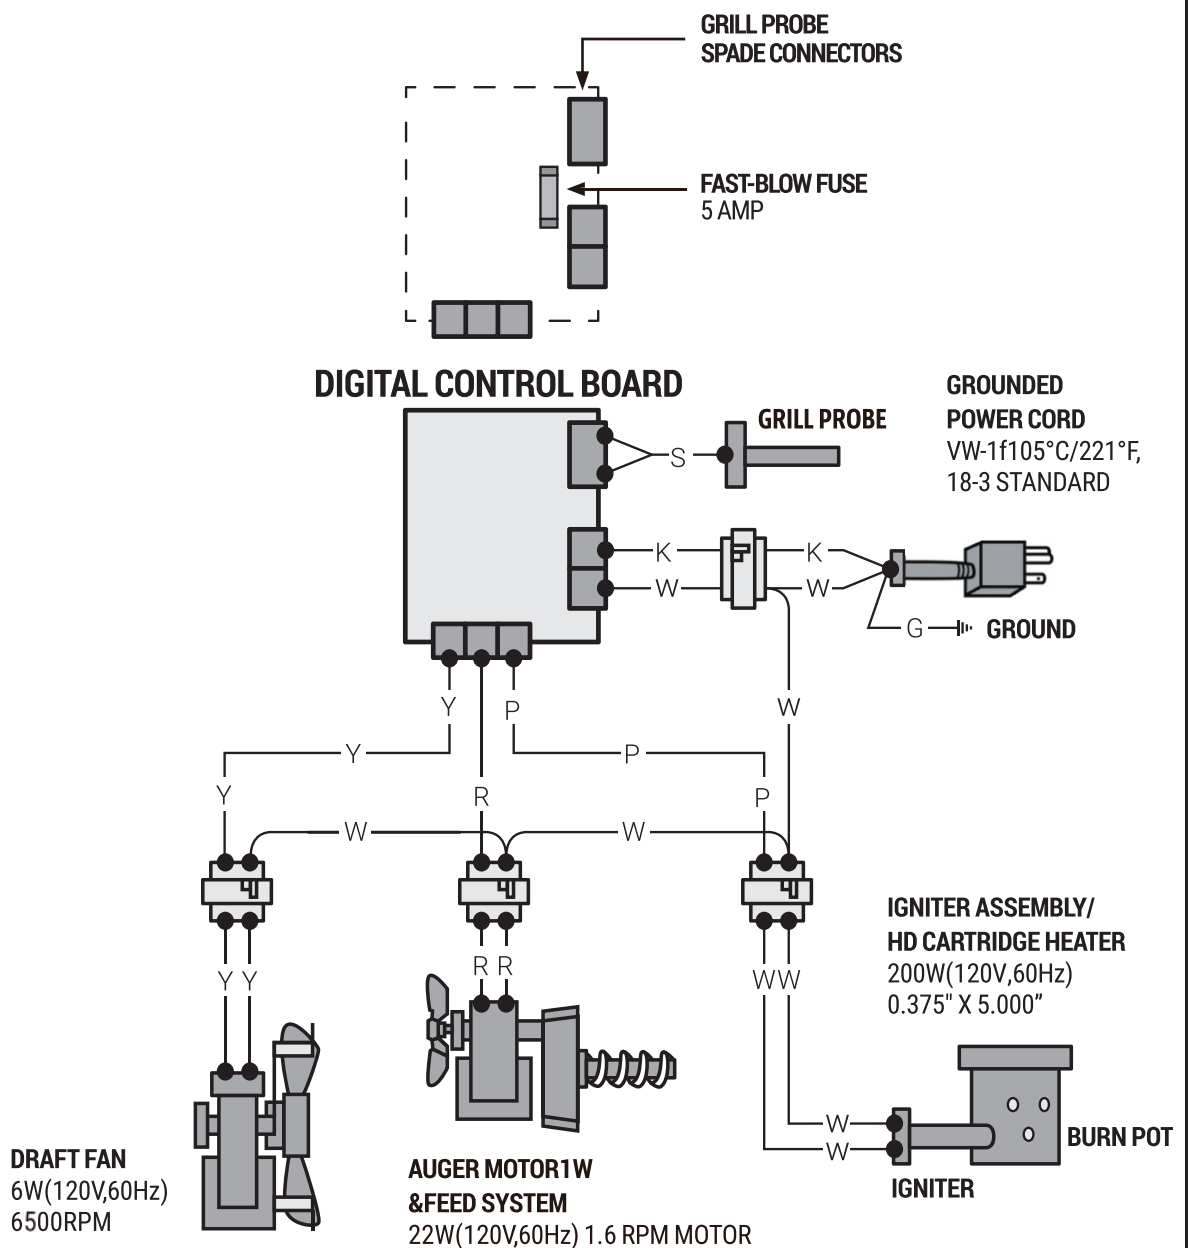 GRILL PROBE
SPADE CONNECTORS
FAST-BLOW FUSE
5 AMP
DIGITAL CONTROL BOARD
GRILL PROBE
GROUNDED
POWER CORD
VW-1f105°C/221°F,
18-3 STANDARD
S
K K
W W
G GROUND
Y P W
Y P
Y R P
W W
Y Y R R W W
IGNITER ASSEMBLY/
HD CARTRIDGE HEATER
200W(120V,60Hz)
0.375" X 5.000”
W
W
BURN POT
IGNITER
DRAFT FAN
6W(120V,60Hz)
6500RPM
AUGER MOTOR1W
&FEED SYSTEM
22W(120V,60Hz) 1.6 RPM MOTOR